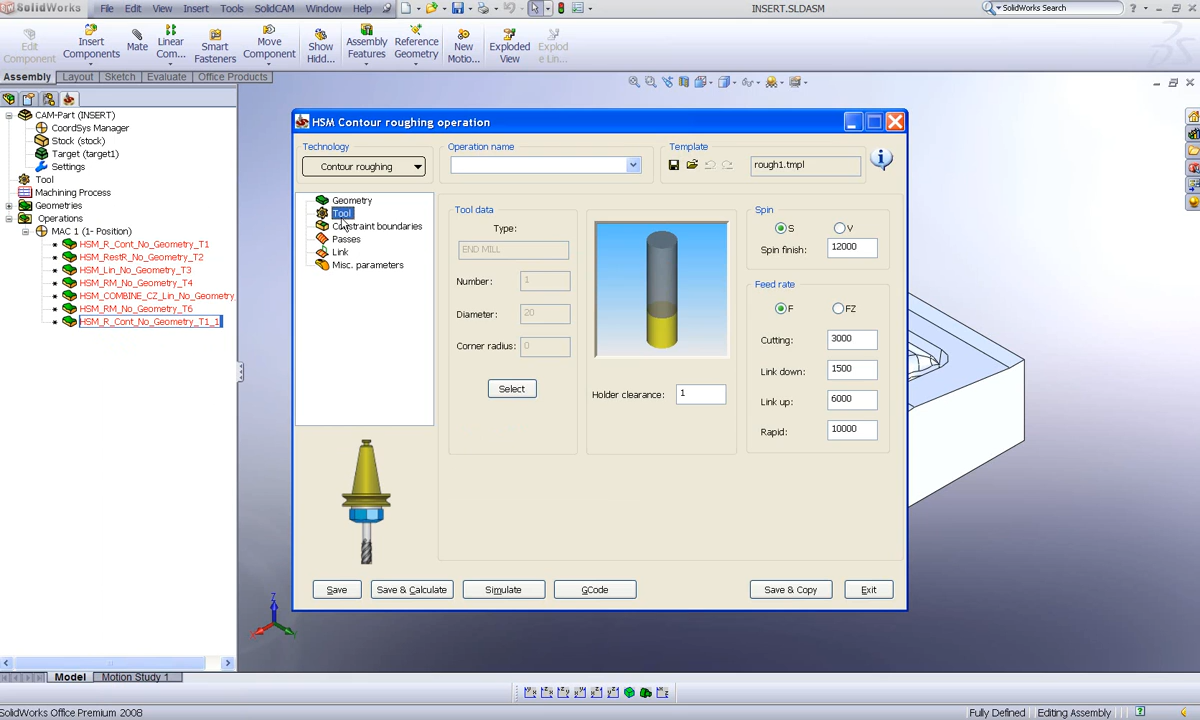 SolidWorks File Edit View Insert Tools SolidCAM Window Help INSERT.SLDASM SolidWorks Search
Edit Component Insert Components Mate Linear Com... Smart Fasteners Move Component Show Hidd... Assembly Features Reference Geometry New Motio... Exploded View Explod e Lin...
Assembly Layout Sketch Evaluate Office Products
CAM-Part (INSERT)
CoordSys Manager
Stock (stock)
Target (target1)
Settings
Tool
Machining Process
Geometries
Operations
MAC 1 (1- Position)
HSM_R_Cont_No_Geometry_T1
HSM_RestR_No_Geometry_T2
HSM_Lin_No_Geometry_T3
HSM_RM_No_Geometry_T4
HSM_COMBINE_CZ_Lin_No_Geometry_
HSM_RM_No_Geometry_T6
HSM_R_Cont_No_Geometry_T1_1
HSM Contour roughing operation
Technology Operation name Template
Contour roughing rough1.tmpl
Geometry
Tool
Constraint boundaries
Passes
Link
Misc. parameters
Tool data
Type:
END MILL
Number: 1
Diameter: 20
Corner radius: 0
Select
Holder clearance: 1
Spin
S V
Spin finish: 12000
Feed rate
F FZ
Cutting: 3000
Link down: 1500
Link up: 6000
Rapid: 10000
Save Save & Calculate Simulate GCode Save & Copy Exit
Z
Model Motion Study 1
SolidWorks Office Premium 2008 Fully Defined Editing Assembly